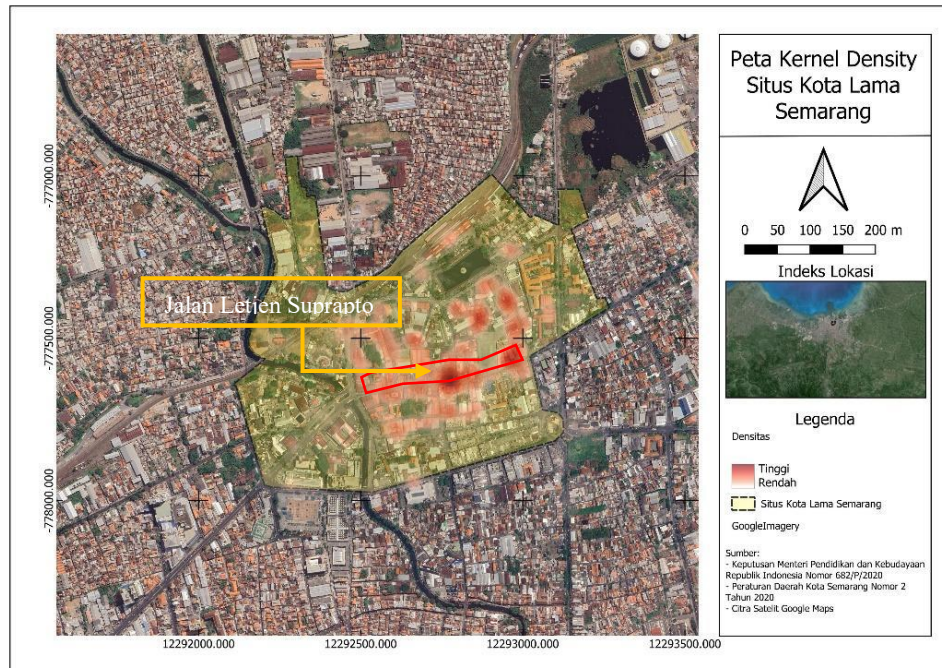 Peta Kernel Density
Situs Kota Lama
Semarang
0 50 100 150 200 m
Indeks Lokasi
Legenda
Densitas
Tinggi
Rendah
Situs Kota Lama Semarang
GoogleImagery
Sumber:
- Keputusan Menteri Pendidikan dan Kebudayaan
Republik Indonesia Nomor 682/P/2020
- Peraturan Daerah Kota Semarang Nomor 2
Tahun 2020
- Citra Satelit Google Maps
Jalan Letjen Suprapto
-777000.000
-777500.000
-778000.000
12292000.000 12292500.000 12293000.000 12293500.000